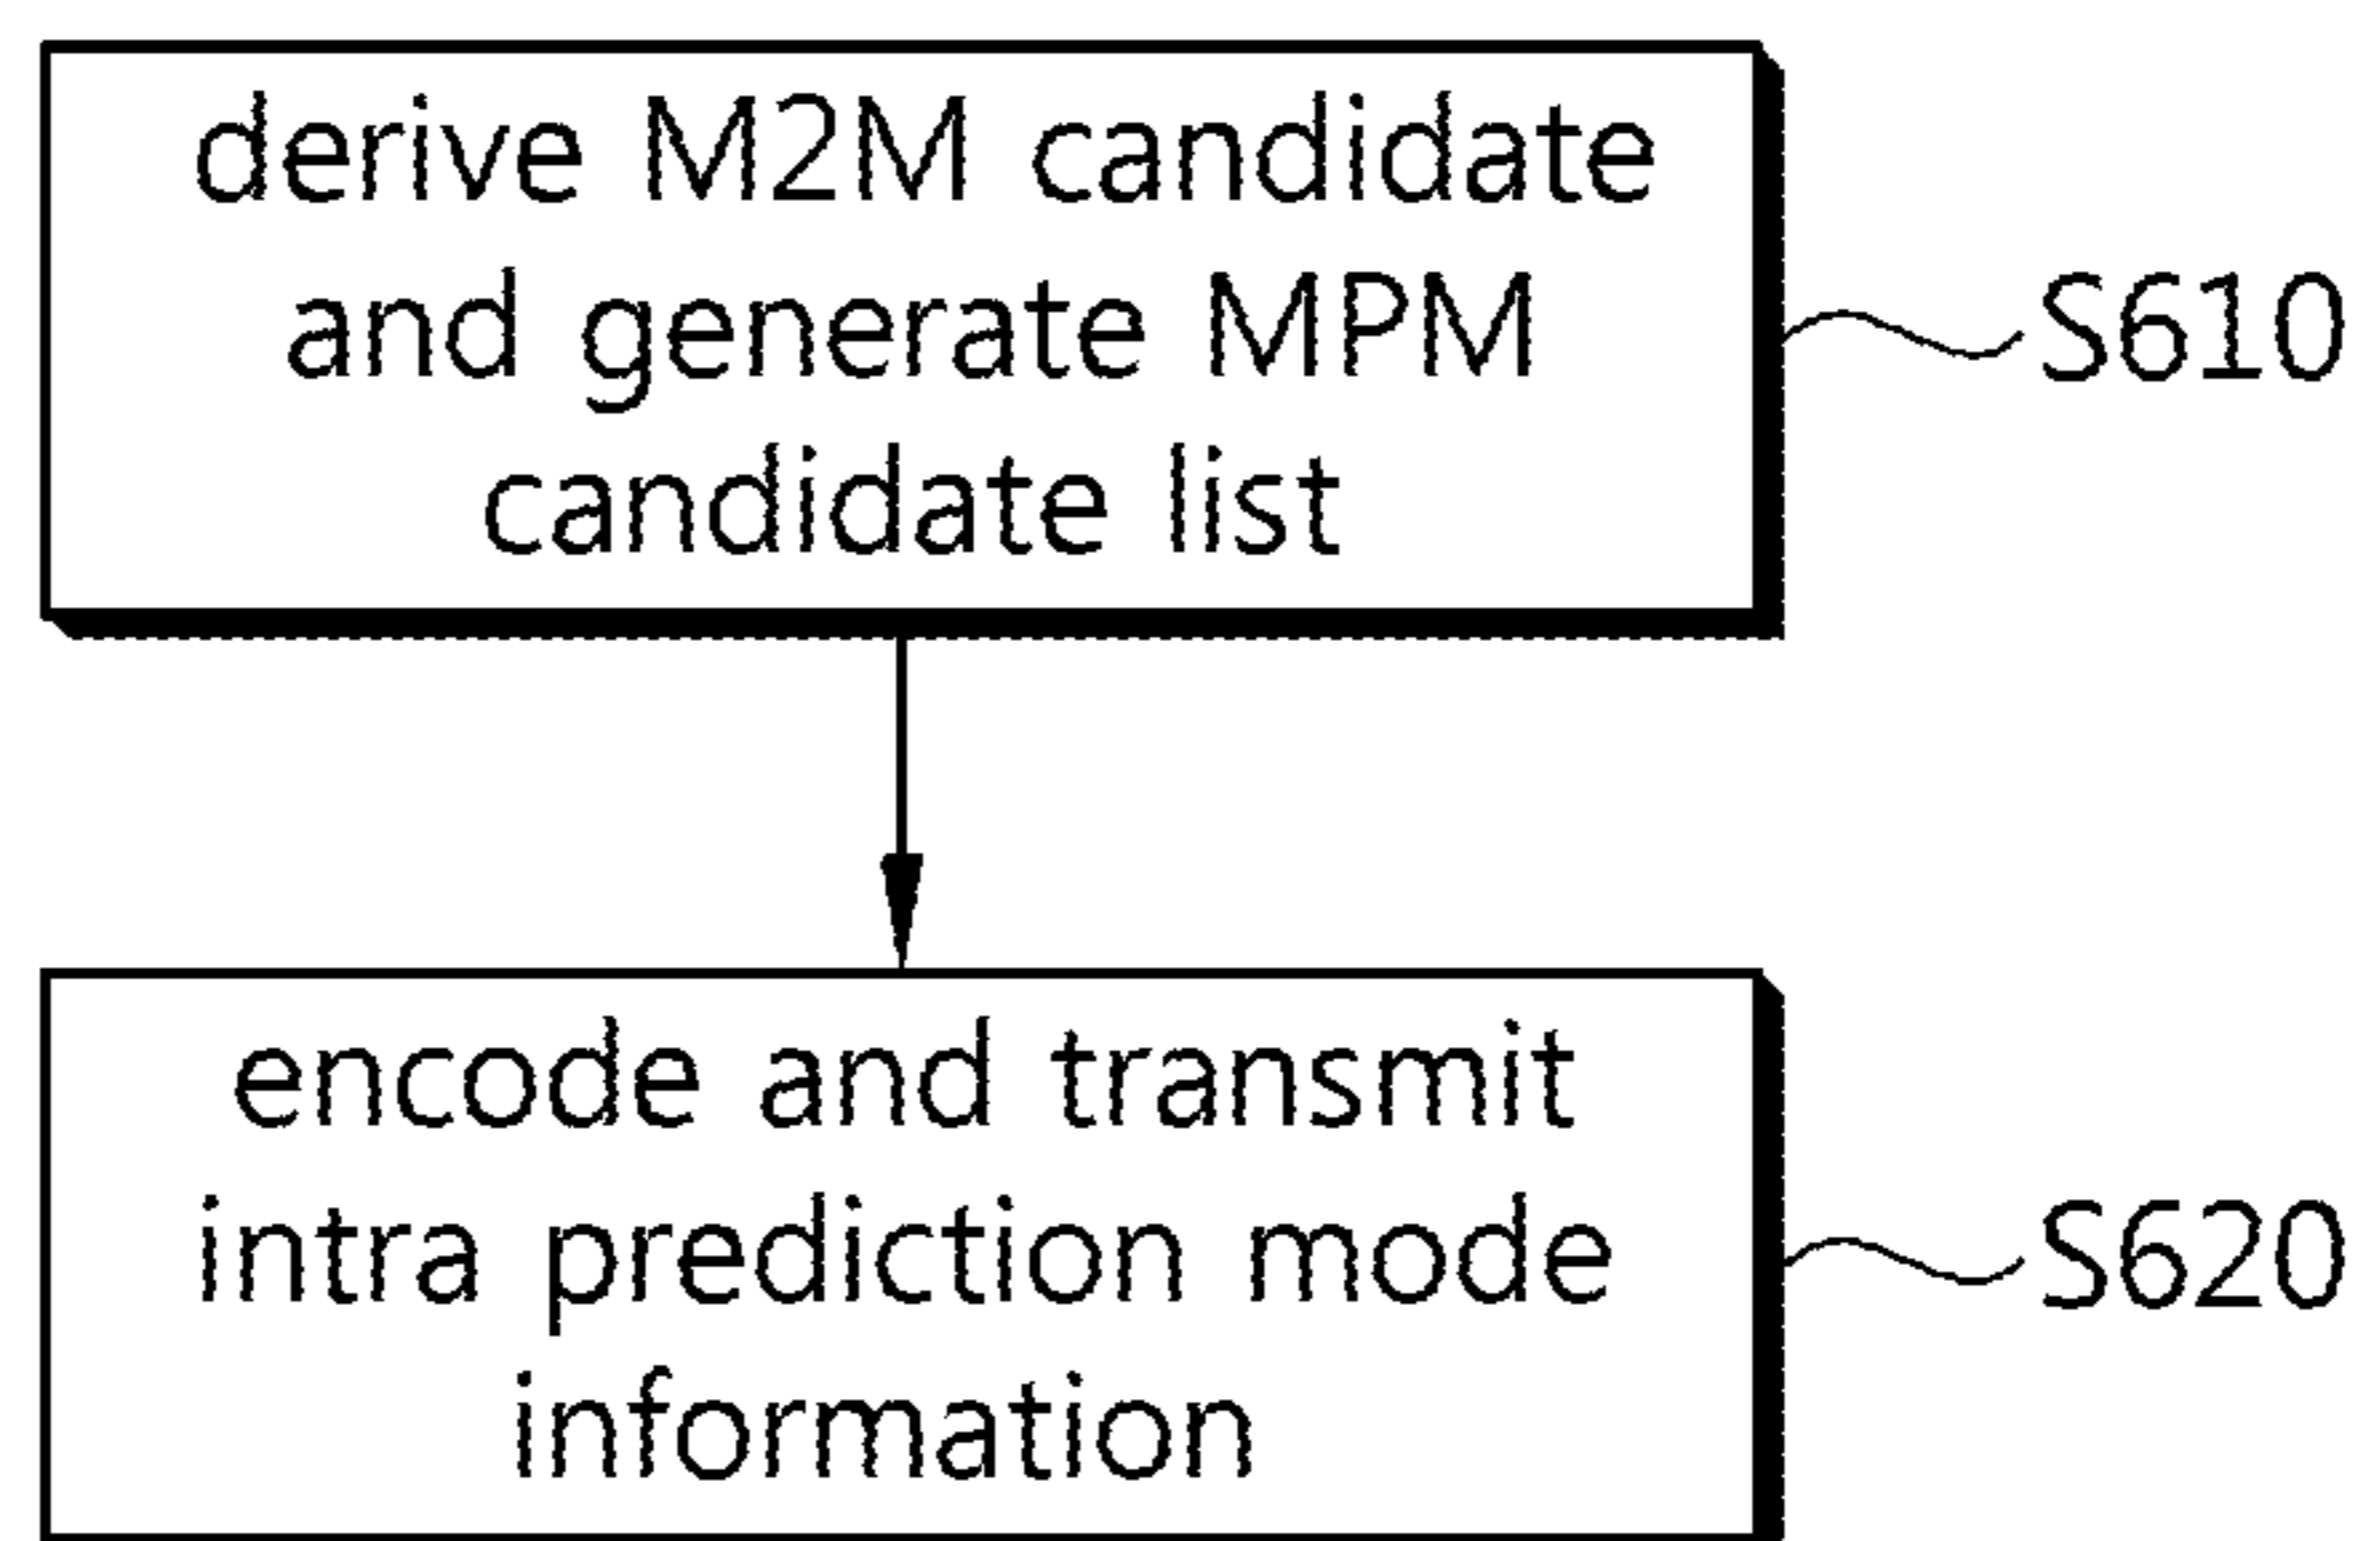 derive M2M candidate
and generate MPM
candidate list
S610
encode and transmit
intra prediction mode
information
S620